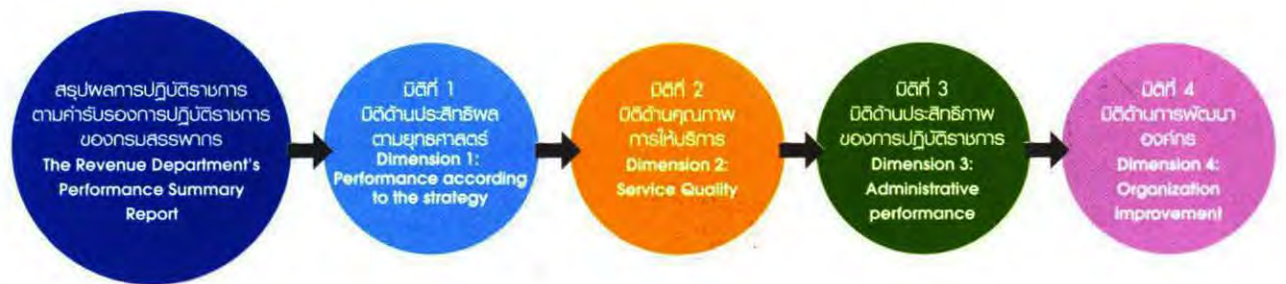 สรุปผลการปฏิบัติราชการ
ตามคำรับรองการปฏิบัติราชการ
ของกรมสรรพากร
The Revenue Department's
Performance Summary
Report
มิติที่ 1
มิติด้านประสิทธิผล
ตามยุทธศาสตร์
Dimension 1:
Performance according
to the strategy
มิติที่ 2
มิติด้านคุณภาพ
การให้บริการ
Dimension 2:
Service Quality
มิติที่ 3
มิติด้านประสิทธิภาพ
ของการปฏิบัติราชการ
Dimension 3:
Administrative
performance
มิติที่ 4
มิติด้านการพัฒนา
องค์กร
Dimension 4:
Organization
improvement